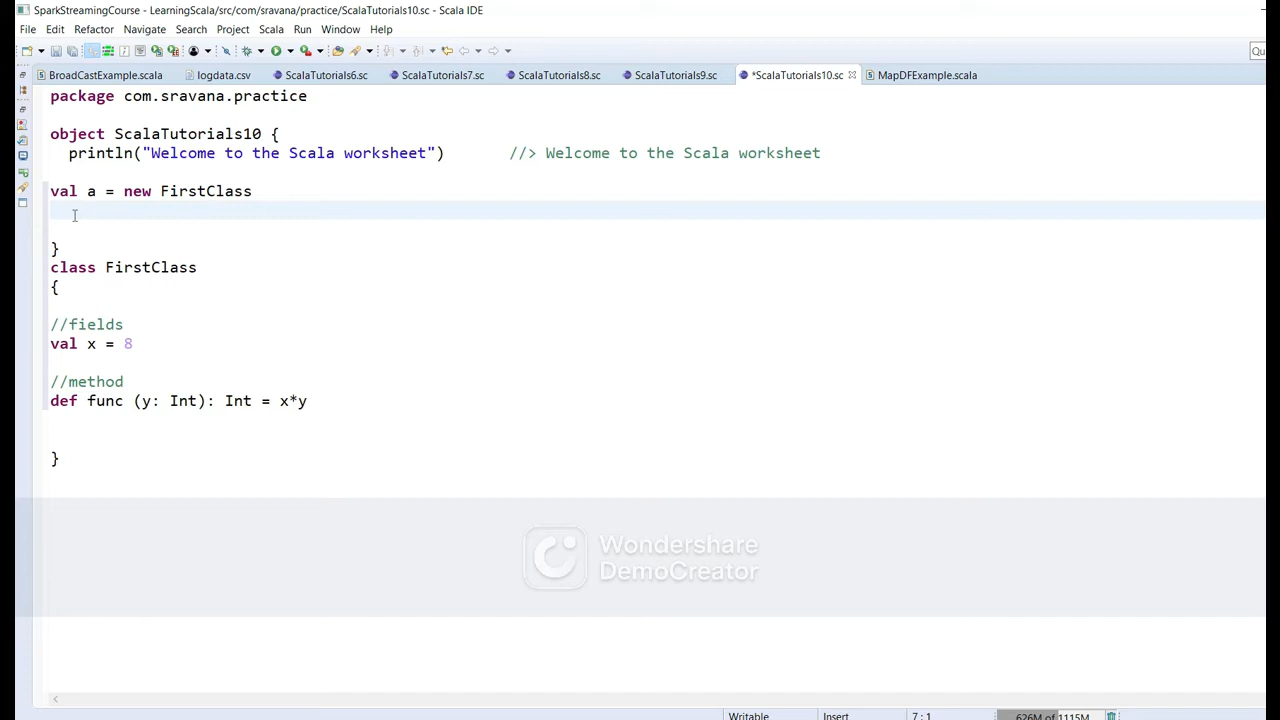 SparkStreamingCourse - LearningScala/src/com/sravana/practice/ScalaTutorials10.sc - Scala IDE
File Edit Refactor Navigate Search Project Scala Run Window Help
Qu
BroadCastExample.scala logdata.csv ScalaTutorials6.sc ScalaTutorials7.sc ScalaTutorials8.sc ScalaTutorials9.sc *ScalaTutorials10.sc MapDFExample.scala
package com.sravana.practice
object ScalaTutorials10 {
println("Welcome to the Scala worksheet") //> Welcome to the Scala worksheet
val a = new FirstClass
}
class FirstClass
{
//fields
val x = 8
//method
def func (y: Int): Int = x*y
}
Wondershare
DemoCreator
Writable Insert 7 : 1 626M of 1115M